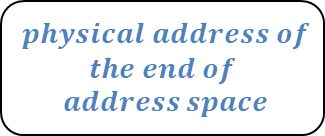 physical address of
the end of
address space